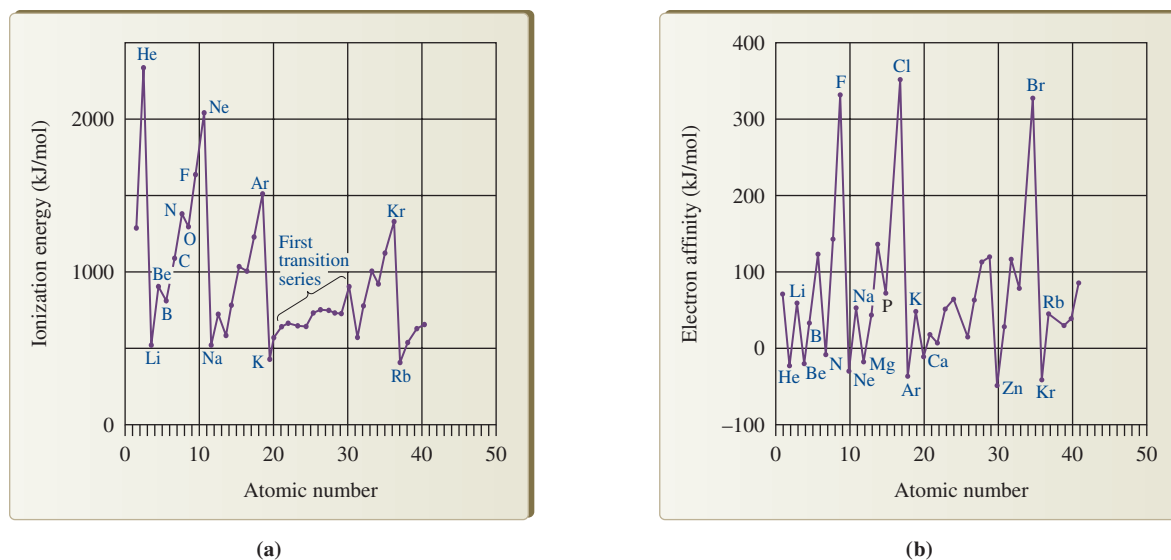 Ionization energy (kJ/mol)
2000
1000
0
He
Ne
F
N
O
C
Be
B
Li
Na
Ar
K
First
transition
series
Kr
Rb
0 10 20 30 40 50
Atomic number
(a)
Electron affinity (kJ/mol)
400
300
200
100
0
–100
F
Cl
Br
Li
Na
P
K
Rb
B
He
Be
N
Ne
Mg
Ar
Ca
Zn
Kr
0 10 20 30 40 50
Atomic number
(b)